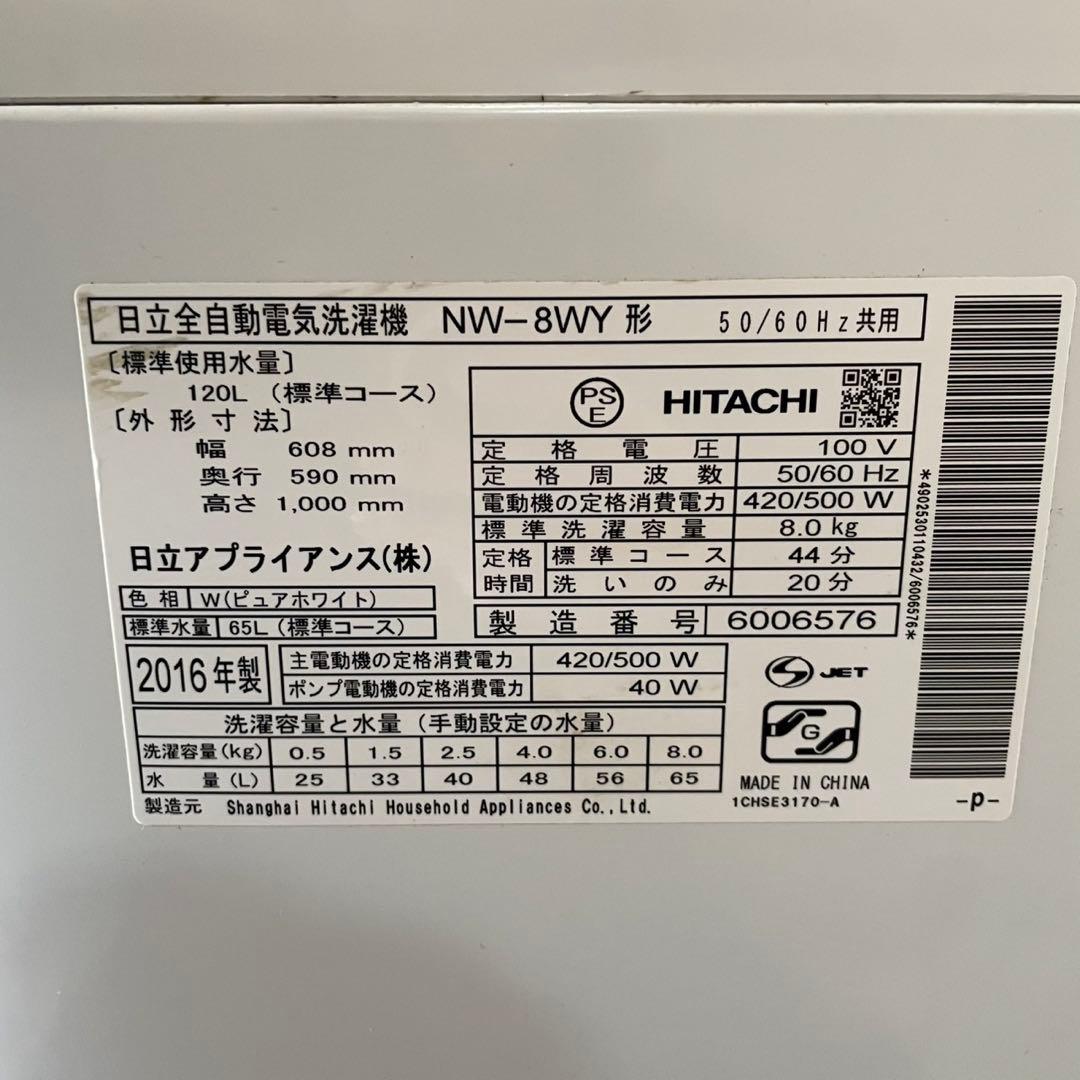 日立全自動電気洗濯機 NW-8WY 形 50/60Hz共用
〔標準使用水量〕
120L (標準コース)
〔外形寸法〕
幅 608 mm
奥行 590 mm
高さ 1,000 mm
日立アプライアンス(株)
色相 W(ピュアホワイト)
標準水量 65L (標準コース)
PS
E
HITACHI
定格電圧 100 V
定格周波数 50/60 Hz
電動機の定格消費電力 420/500 W
標準洗濯容量 8.0 kg
定格時間 標準コース 44 分
洗いのみ 20 分
製造番号 6006576
2016年製
主電動機の定格消費電力 420/500 W
ポンプ電動機の定格消費電力 40 W
S JET
G
洗濯容量と水量 (手動設定の水量)
洗濯容量(kg) 0.5 1.5 2.5 4.0 6.0 8.0
水量(L) 25 33 40 48 56 65
製造元 Shanghai Hitachi Household Appliances Co.,Ltd.
MADE IN CHINA
1CHSE3170-A
-p-
*4902530110432/6006576*